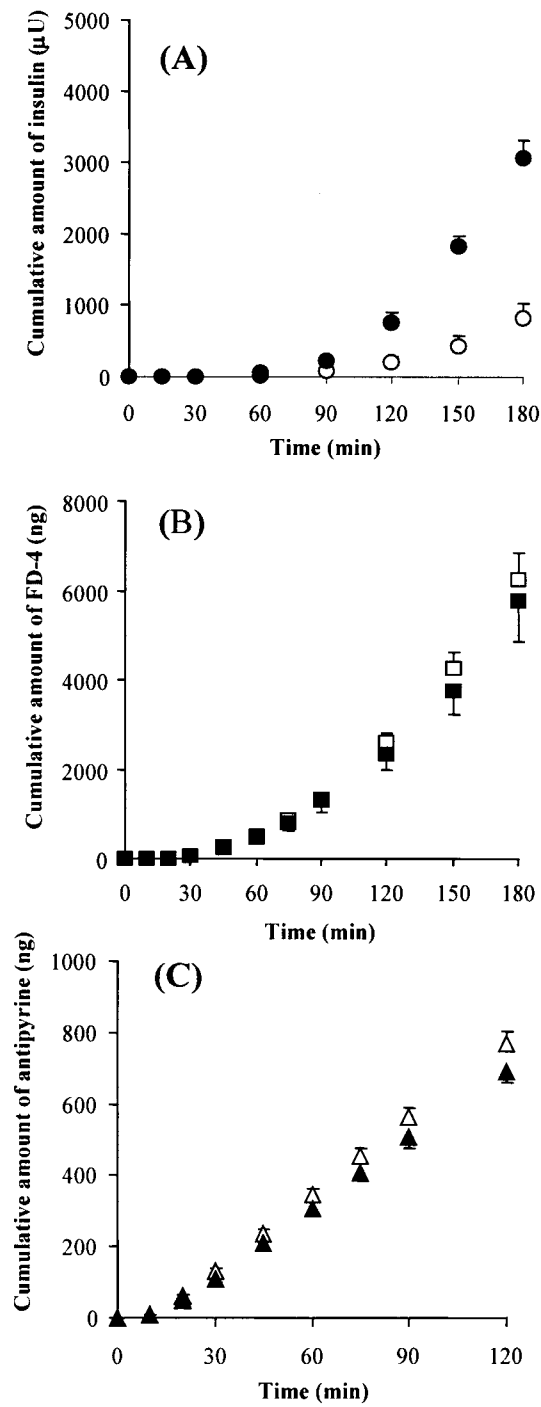 (A)
Cumulative amount of insulin (μU)
5000
4000
3000
2000
1000
0
0 30 60 90 120 150 180
Time (min)
(B)
Cumulative amount of FD-4 (ng)
8000
6000
4000
2000
0
0 30 60 90 120 150 180
Time (min)
(C)
Cumulative amount of antipyrine (ng)
1000
800
600
400
200
0
0 30 60 90 120
Time (min)